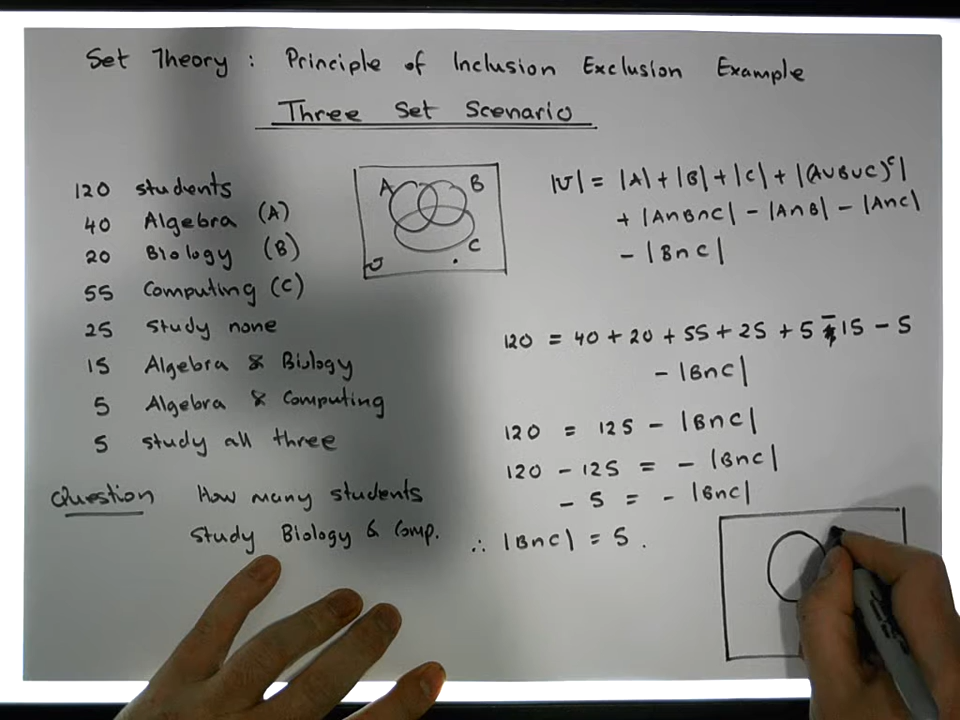 Set Theory : Principle of Inclusion Exclusion Example
Three Set Scenario
120 students
40 Algebra (A)
20 Biology (B)
55 Computing (C)
25 study none
15 Algebra & Biology
5 Algebra & Computing
5 study all three
Question How many students
study Biology & Comp.
A B
C
U
|U| = |A| + |B| + |C| + |(A∪B∪C)ᶜ|
+ |A∩B∩C| - |A∩B| - |A∩C|
- |B∩C|
120 = 40 + 20 + 55 + 25 + 5 - 15 - 5
- |B∩C|
120 = 125 - |B∩C|
120 - 125 = - |B∩C|
- 5 = - |B∩C|
∴ |B∩C| = 5.